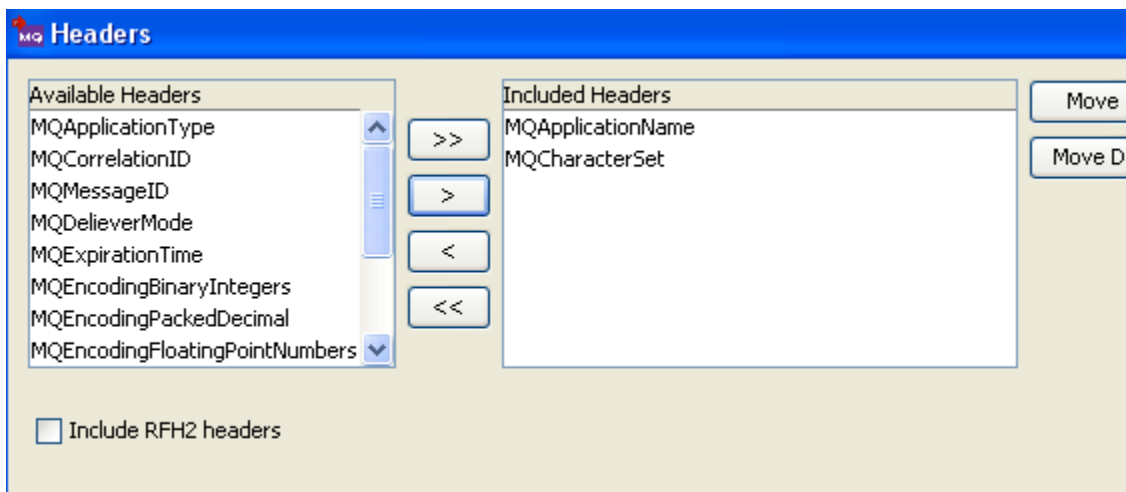 MQ Headers
Available Headers
MQApplicationType
MQCorrelationID
MQMessageID
MQDelieverMode
MQExpirationTime
MQEncodingBinaryIntegers
MQEncodingPackedDecimal
MQEncodingFloatingPointNumbers
>>
>
<
<<
Included Headers
MQApplicationName
MQCharacterSet
Move
Move D
Include RFH2 headers